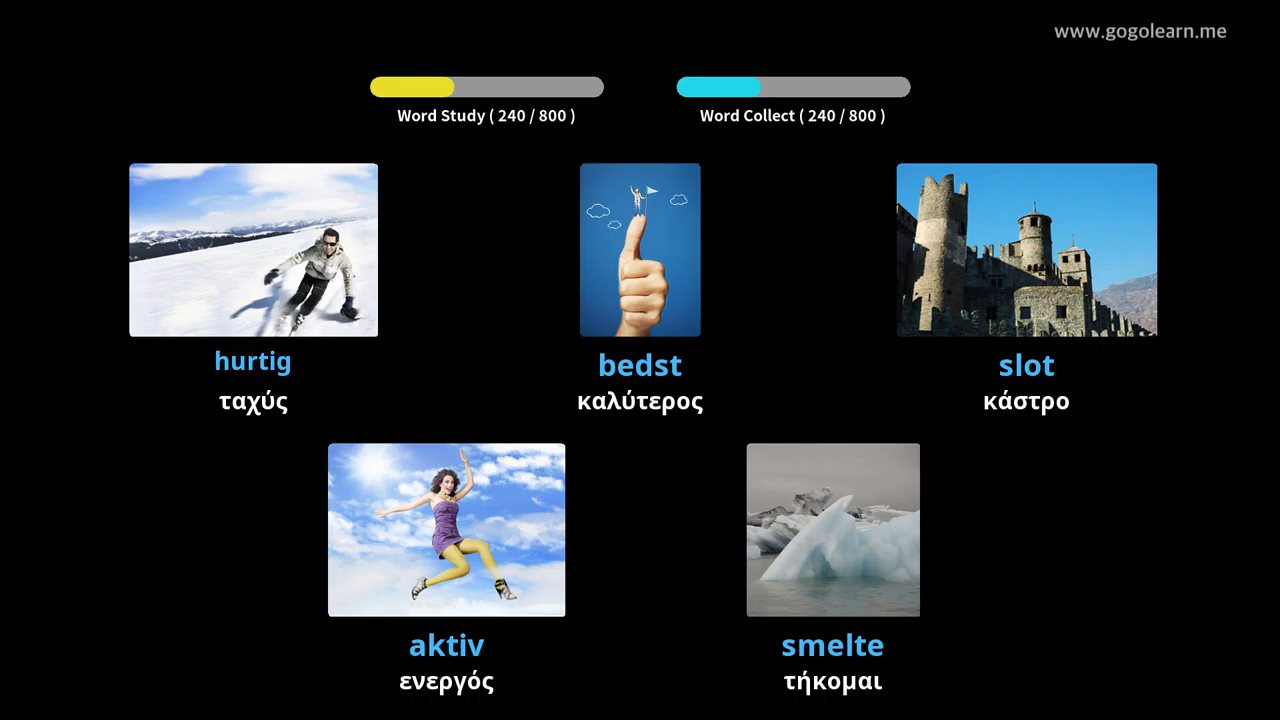 www.gogolearn.me
Word Study ( 240 / 800 )
Word Collect ( 240 / 800 )
hurtig
ταχύς
bedst
καλύτερος
slot
κάστρο
aktiv
ενεργός
smelte
τήκομαι